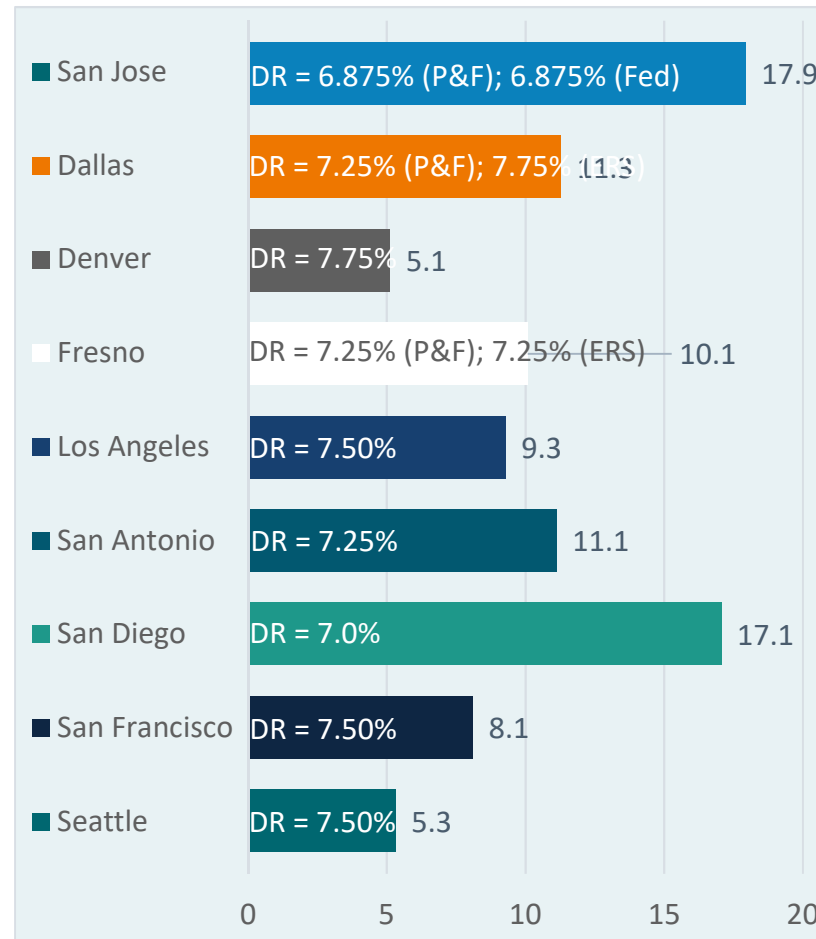 San Jose DR = 6.875% (P&F); 6.875% (Fed) 17.9
Dallas DR = 7.25% (P&F); 7.75% (ERS) 11.3
Denver DR = 7.75% 5.1
Fresno DR = 7.25% (P&F); 7.25% (ERS) 10.1
Los Angeles DR = 7.50% 9.3
San Antonio DR = 7.25% 11.1
San Diego DR = 7.0% 17.1
San Francisco DR = 7.50% 8.1
Seattle DR = 7.50% 5.3
0 5 10 15 20